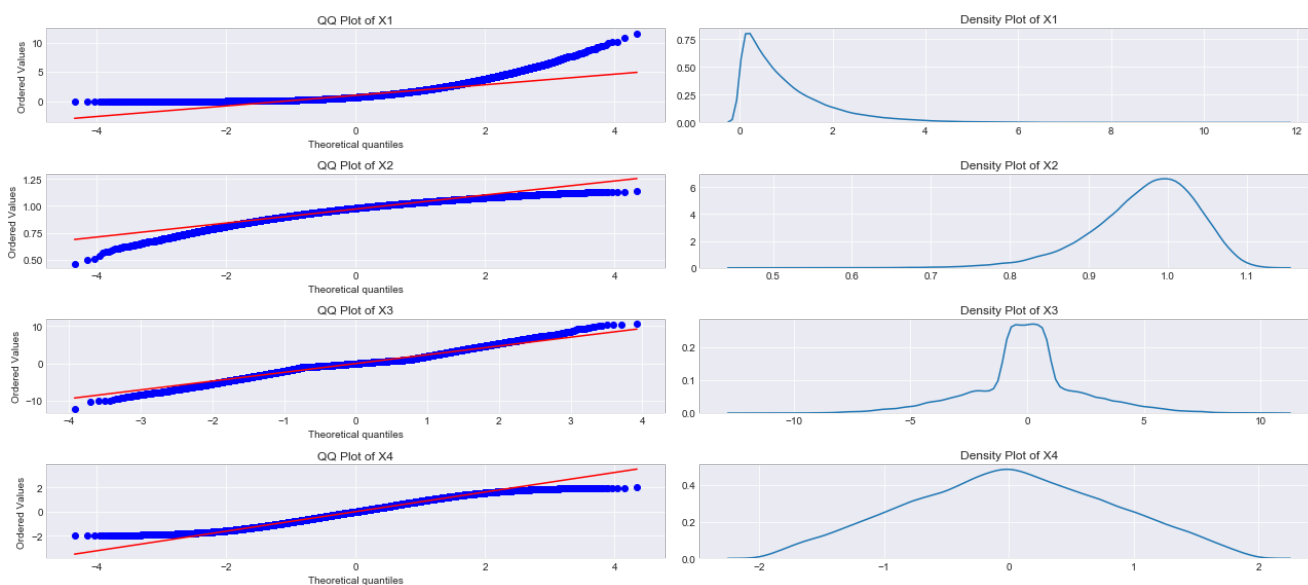 QQ Plot of X1
Ordered Values
10
5
0
−4 −2 0 2 4
Theoretical quantiles
Density Plot of X1
0.75
0.50
0.25
0.00
0 2 4 6 8 10 12
QQ Plot of X2
Ordered Values
1.25
1.00
0.75
0.50
−4 −2 0 2 4
Theoretical quantiles
Density Plot of X2
6
4
2
0
0.5 0.6 0.7 0.8 0.9 1.0 1.1
QQ Plot of X3
Ordered Values
10
0
−10
−4 −3 −2 −1 0 1 2 3 4
Theoretical quantiles
Density Plot of X3
0.2
0.1
0.0
−10 −5 0 5 10
QQ Plot of X4
Ordered Values
2
0
−2
−4 −2 0 2 4
Theoretical quantiles
Density Plot of X4
0.4
0.2
0.0
−2 −1 0 1 2